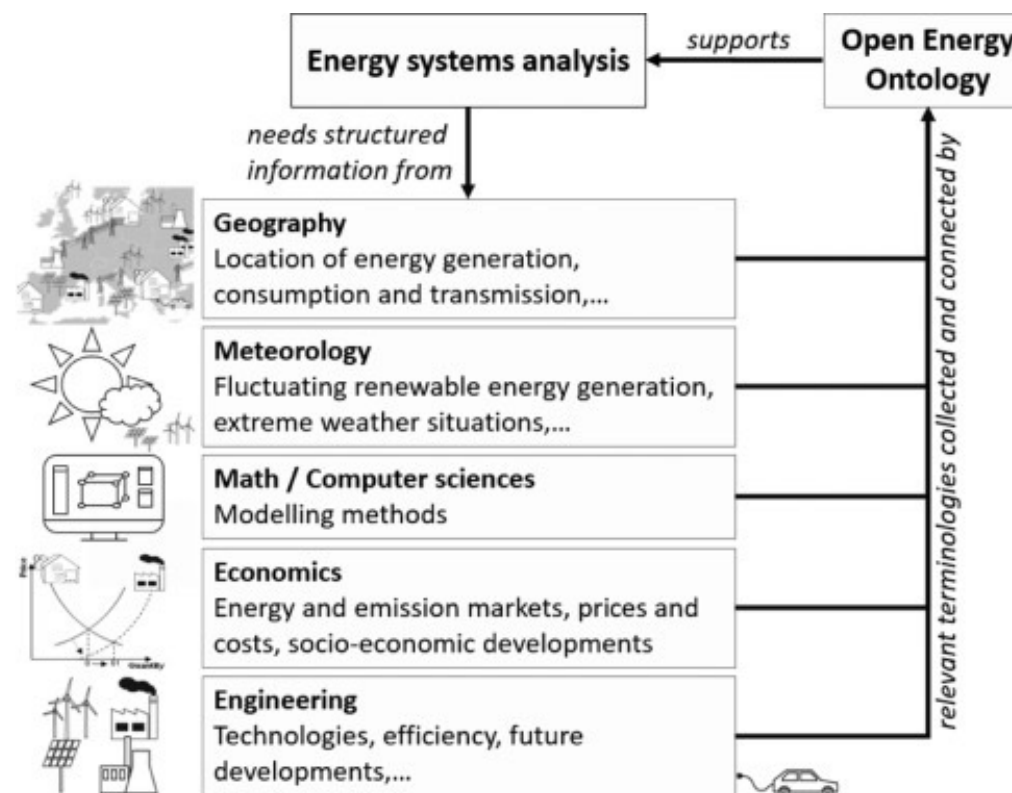 Energy systems analysis
supports
Open Energy
Ontology
needs structured
information from
Geography
Location of energy generation,
consumption and transmission,...
Meteorology
Fluctuating renewable energy generation,
extreme weather situations,...
Math / Computer sciences
Modelling methods
Price
Quantity
Economics
Energy and emission markets, prices and
costs, socio-economic developments
Engineering
Technologies, efficiency, future
developments,...
relevant terminologies collected and connected by